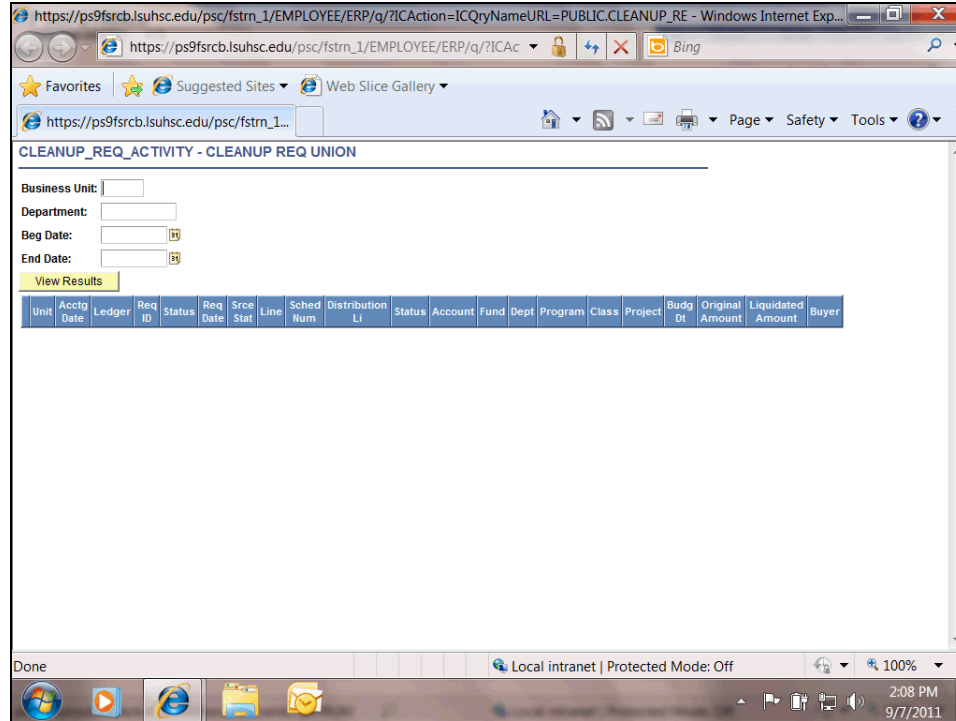 https://ps9fsrcb.lsuhsc.edu/psc/fstrn_1/EMPLOYEE/ERP/q/?ICAction=ICQryNameURL=PUBLIC.CLEANUP_RE - Windows Internet Exp...
https://ps9fsrcb.lsuhsc.edu/psc/fstrn_1/EMPLOYEE/ERP/q/?ICAc
Bing
Favorites Suggested Sites Web Slice Gallery
https://ps9fsrcb.lsuhsc.edu/psc/fstrn_1...
Page Safety Tools
CLEANUP_REQ_ACTIVITY - CLEANUP REQ UNION
Business Unit:
Department:
Beg Date:
End Date:
View Results
Unit Acctg Date Ledger Req ID Status Req Date Srce Stat Line Sched Num Distribution Li Status Account Fund Dept Program Class Project Budg Dt Original Amount Liquidated Amount Buyer
Done
Local intranet | Protected Mode: Off
100%
2:08 PM
9/7/2011